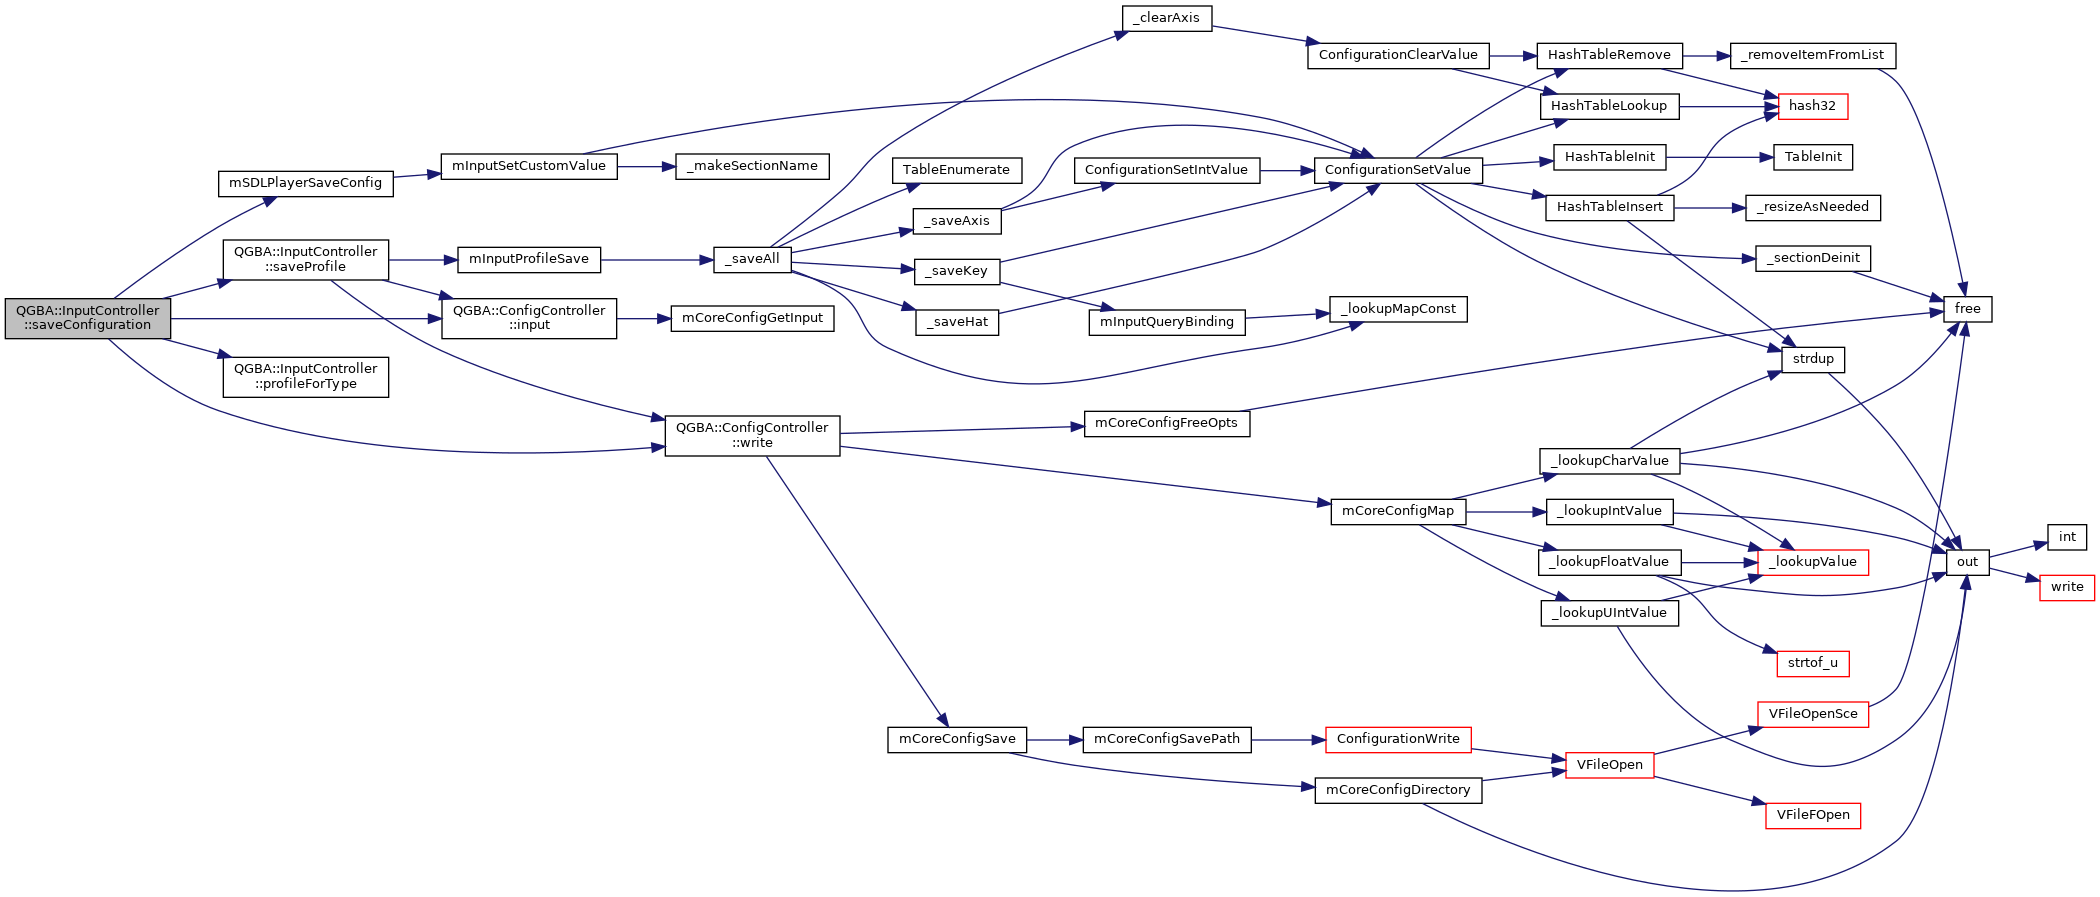 QGBA::InputController
::saveConfiguration
mSDLPlayerSaveConfig
QGBA::InputController
::saveProfile
QGBA::InputController
::profileForType
mInputSetCustomValue
mInputProfileSave
QGBA::ConfigController
::input
_makeSectionName
_saveAll
mCoreConfigGetInput
QGBA::ConfigController
::write
_clearAxis
TableEnumerate
_saveAxis
_saveKey
_saveHat
mCoreConfigSave
ConfigurationSetIntValue
mInputQueryBinding
mCoreConfigFreeOpts
mCoreConfigSavePath
ConfigurationClearValue
ConfigurationSetValue
_lookupMapConst
mCoreConfigMap
ConfigurationWrite
mCoreConfigDirectory
HashTableRemove
HashTableLookup
HashTableInit
HashTableInsert
_lookupCharValue
_lookupIntValue
_lookupFloatValue
_lookupUIntValue
VFileOpen
_removeItemFromList
hash32
TableInit
_resizeAsNeeded
_sectionDeinit
strdup
_lookupValue
strtof_u
VFileOpenSce
VFileFOpen
free
out
int
write